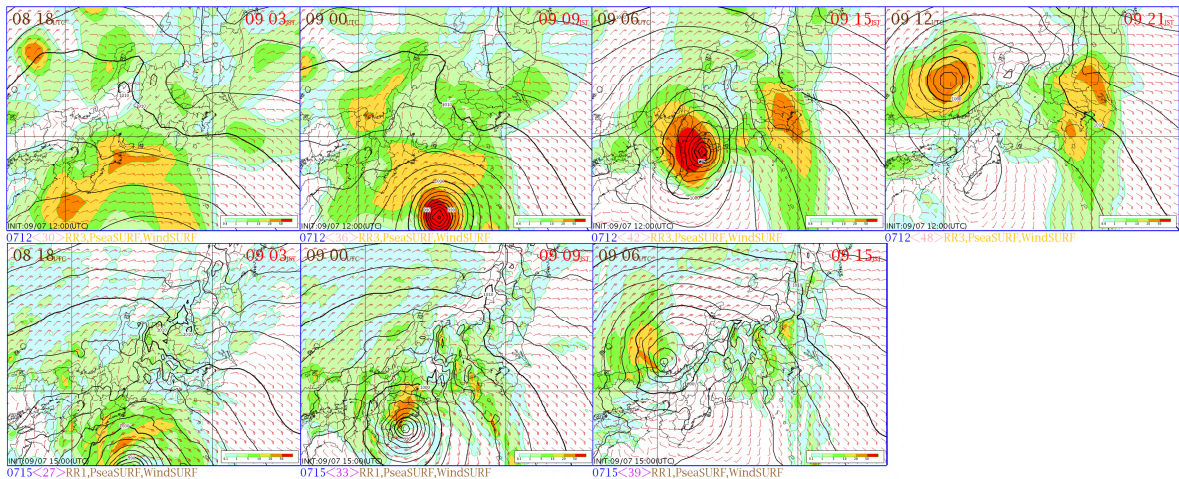 08 18UTC 09 03JST
09 00UTC 09 09JST
09 06UTC 09 15JST
09 12UTC 09 21JST
INIT:09/07 12:00(UTC)
INIT:09/07 12:00(UTC)
INIT:09/07 12:00(UTC)
INIT:09/07 12:00(UTC)
0712<30>RR3,PseaSURF,WindSURF
0712<36>RR3,PseaSURF,WindSURF
0712<42>RR3,PseaSURF,WindSURF
0712<48>RR3,PseaSURF,WindSURF
08 18UTC 09 03JST
09 00UTC 09 09JST
09 06UTC 09 15JST
INIT:09/07 15:00(UTC)
INIT:09/07 15:00(UTC)
INIT:09/07 15:00(UTC)
0715<27>RR1,PseaSURF,WindSURF
0715<33>RR1,PseaSURF,WindSURF
0715<39>RR1,PseaSURF,WindSURF